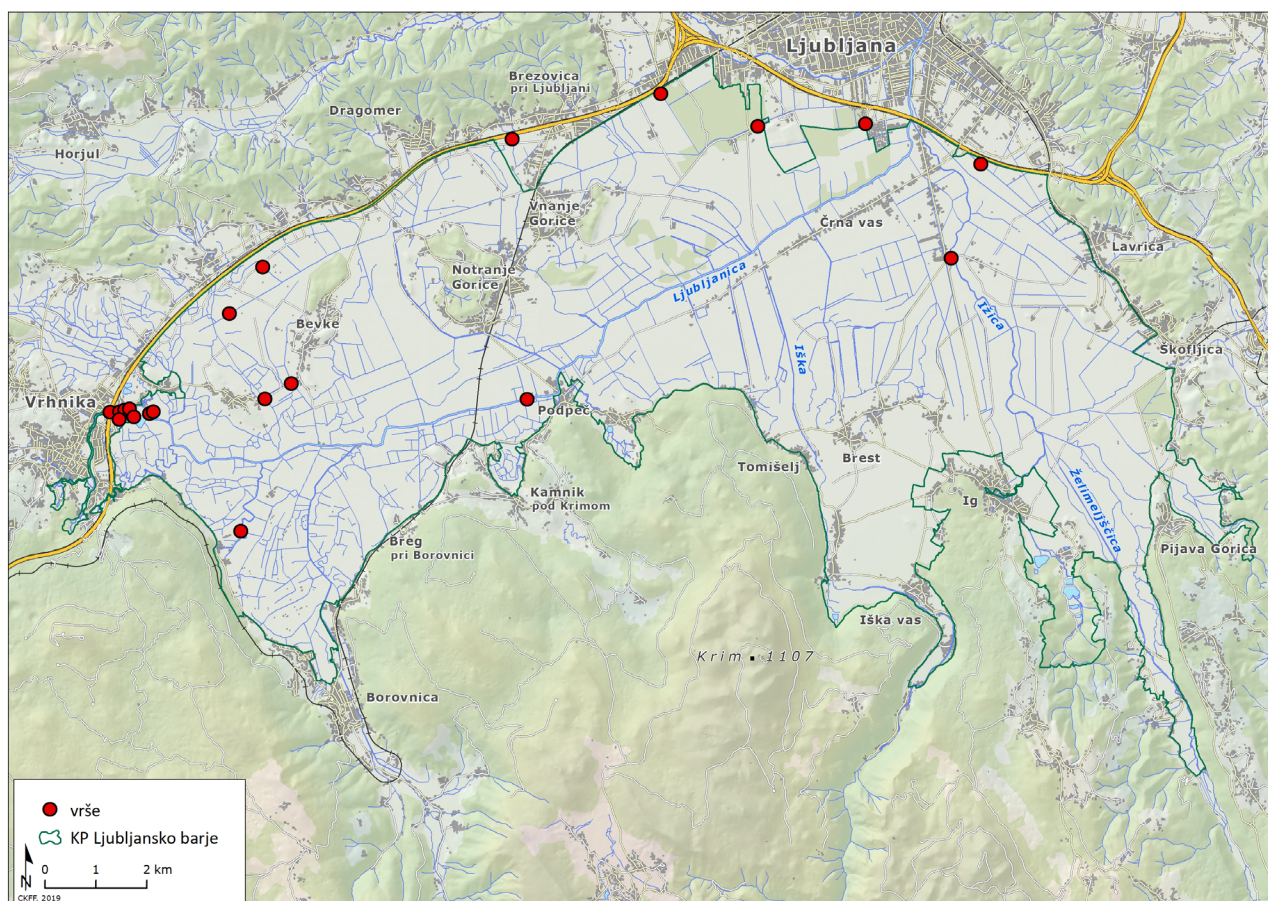 Ljubljana
Brezovica
pri Ljubljani
Dragomer
Horjul
Vnanje
Gorice
Črna vas
Lavrica
Notranje
Gorice
Ljubljanica
Bevke
Ižica
Iška
Škofljica
Vrhnika
Podpeč
Tomišelj
Brest
Kamnik
pod Krimom
Ig
Želimeljščica
Breg
pri Borovnici
Pijava Gorica
Iška vas
Krim 1107
Borovnica
vrše
KP Ljubljansko barje
0 1 2 km
N
CKFF, 2019